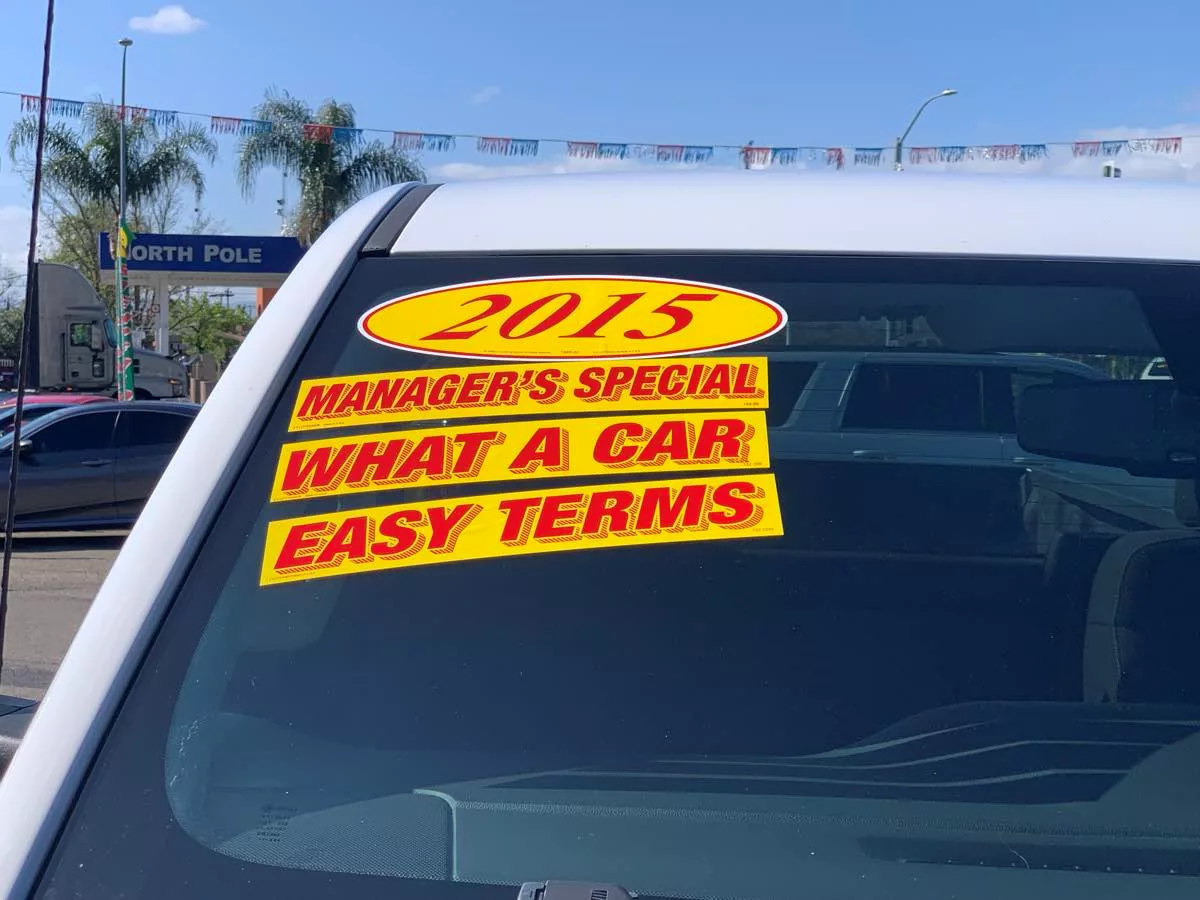 NORTH POLE
2015
MANAGER'S SPECIAL
WHAT A CAR
EASY TERMS